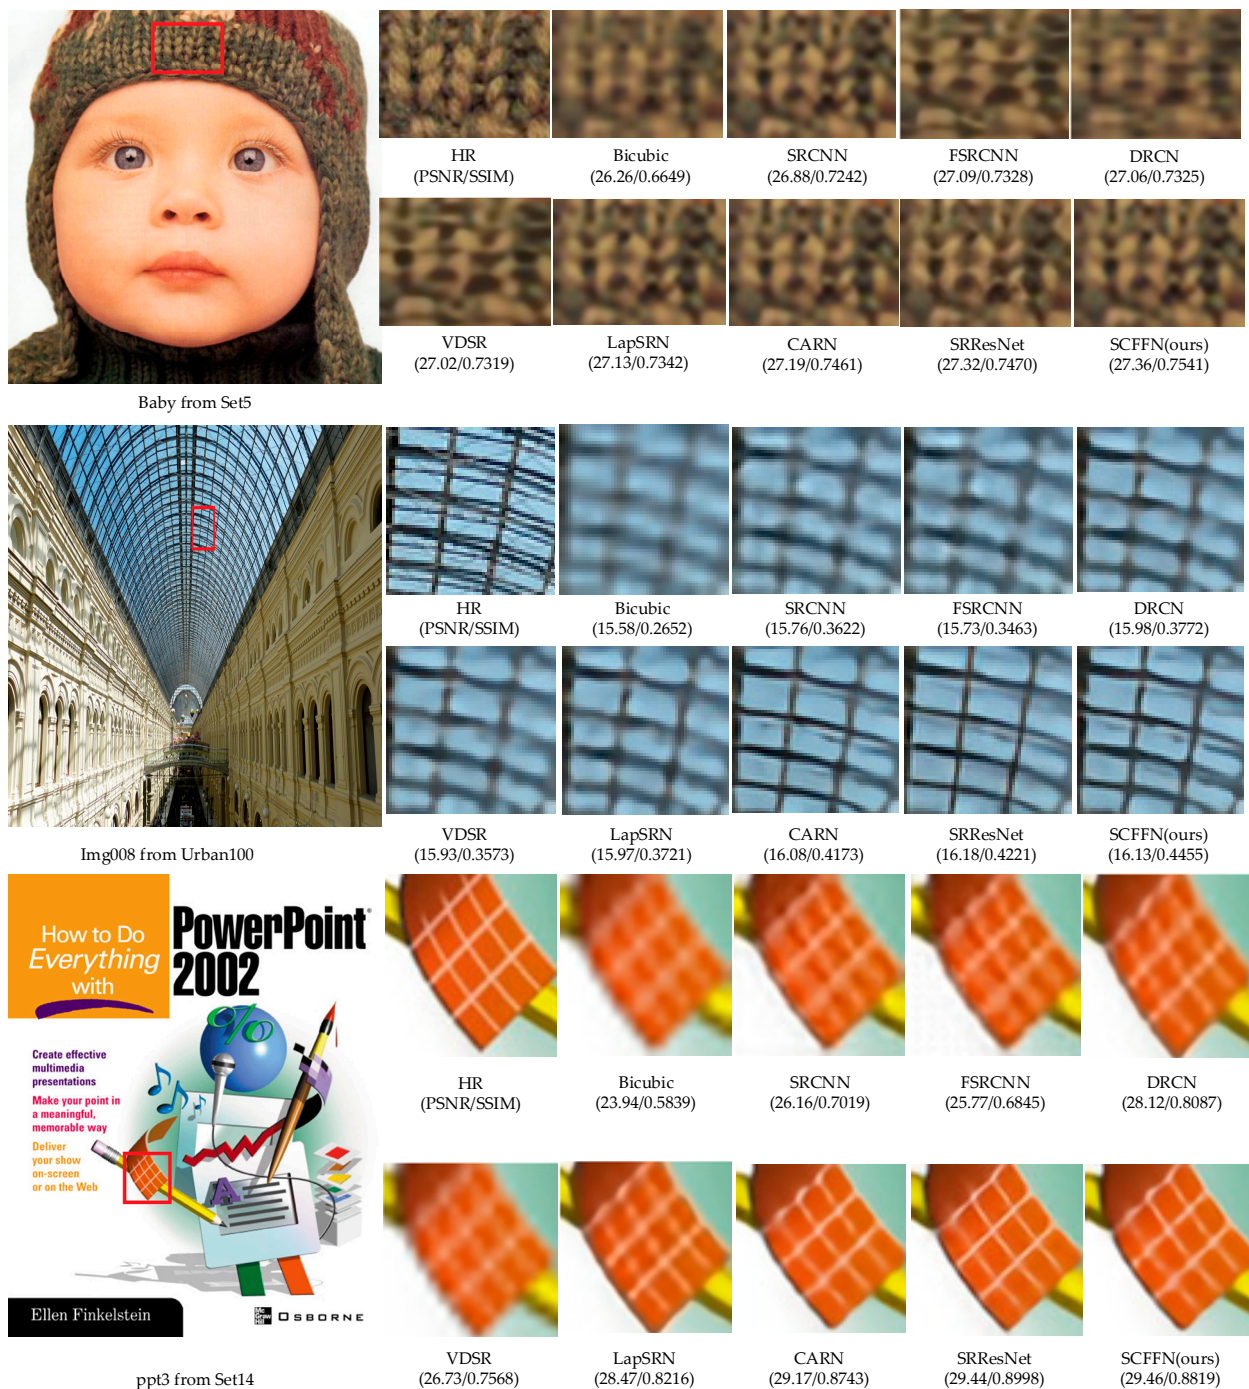 HR
(PSNR/SSIM)
Bicubic
(26.26/0.6649)
SRCNN
(26.88/0.7242)
FSRCNN
(27.09/0.7328)
DRCN
(27.06/0.7325)
VDSR
(27.02/0.7319)
LapSRN
(27.13/0.7342)
CARN
(27.19/0.7461)
SRResNet
(27.32/0.7470)
SCFFN(ours)
(27.36/0.7541)
Baby from Set5
HR
(PSNR/SSIM)
Bicubic
(15.58/0.2652)
SRCNN
(15.76/0.3622)
FSRCNN
(15.73/0.3463)
DRCN
(15.98/0.3772)
VDSR
(15.93/0.3573)
LapSRN
(15.97/0.3721)
CARN
(16.08/0.4173)
SRResNet
(16.18/0.4221)
SCFFN(ours)
(16.13/0.4455)
Img008 from Urban100
How to Do
Everything
with
PowerPoint®
2002
%
Create effective
multimedia
presentations
Make your point in
a meaningful,
memorable way
Deliver
your show
on-screen
or on the Web
A
Ellen Finkelstein
Mc
Graw
Hill
OSBORNE
HR
(PSNR/SSIM)
Bicubic
(23.94/0.5839)
SRCNN
(26.16/0.7019)
FSRCNN
(25.77/0.6845)
DRCN
(28.12/0.8087)
VDSR
(26.73/0.7568)
LapSRN
(28.47/0.8216)
CARN
(29.17/0.8743)
SRResNet
(29.44/0.8998)
SCFFN(ours)
(29.46/0.8819)
ppt3 from Set14